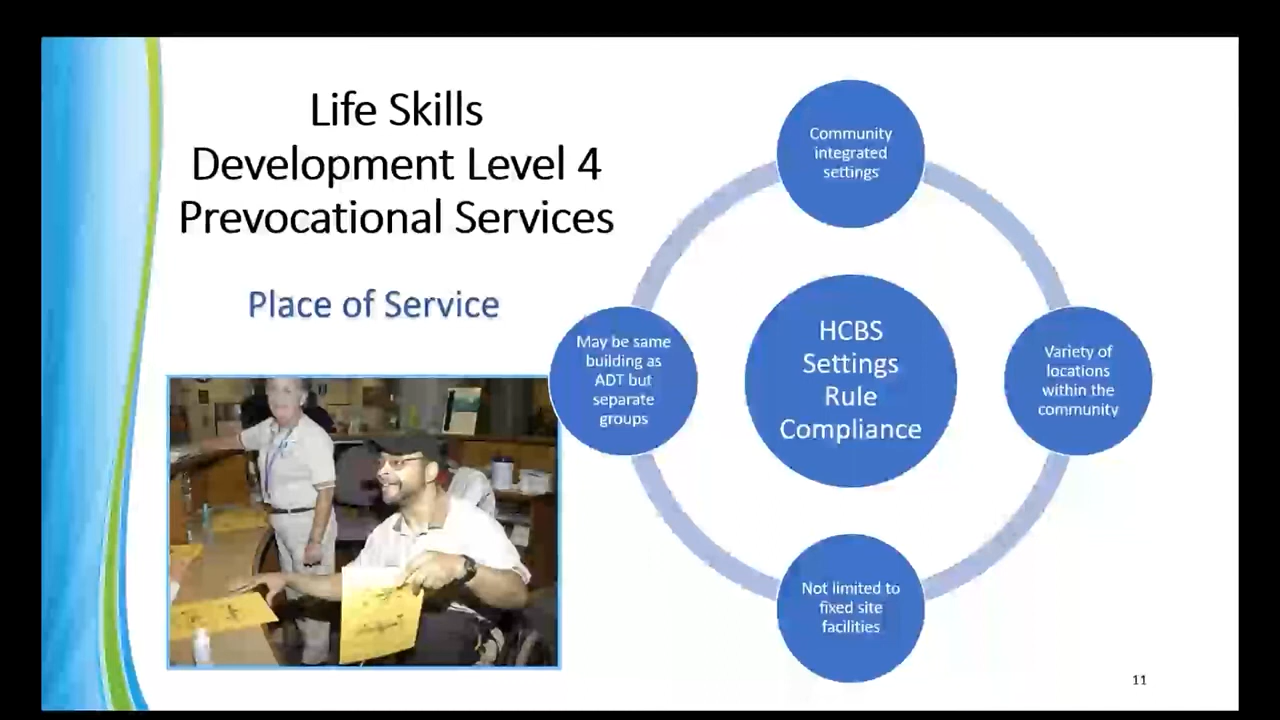 Life Skills
Development Level 4
Prevocational Services
Place of Service
Community
integrated
settings
Variety of
locations
within the
community
Not limited to
fixed site
facilities
May be same
building as
ADT but
separate
groups
HCBS
Settings
Rule
Compliance
11